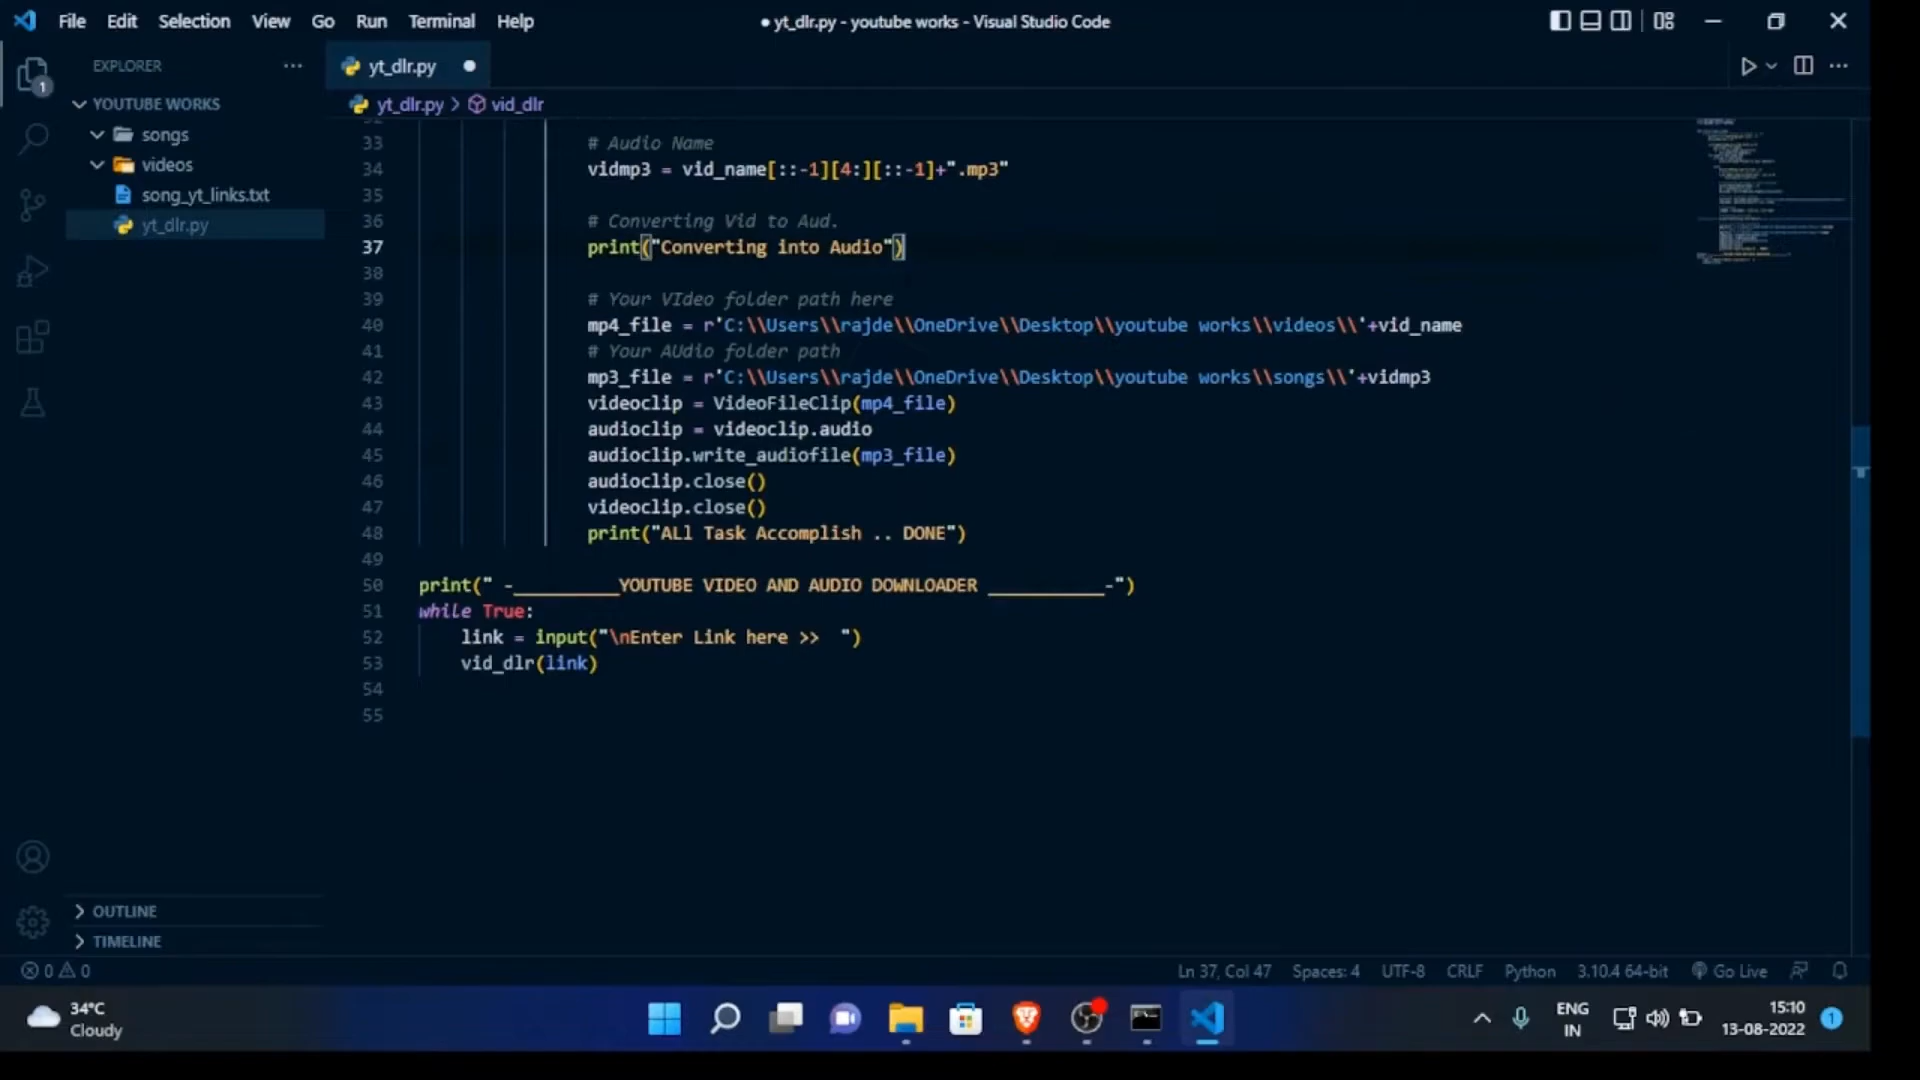 File Edit Selection View Go Run Terminal Help
● yt_dlr.py - youtube works - Visual Studio Code
EXPLORER ...
yt_dlr.py
1
YOUTUBE WORKS
yt_dlr.py > vid_dlr
songs
videos
song_yt_links.txt
yt_dlr.py
33 # Audio Name
34 vidmp3 = vid_name[::-1][4:][::-1]+".mp3"
35
36 # Converting Vid to Aud.
37 print("Converting into Audio")
38
39 # Your VIdeo folder path here
40 mp4_file = r'C:\\Users\\rajde\\OneDrive\\Desktop\\youtube works\\videos\\'+vid_name
41 # Your AUdio folder path
42 mp3_file = r'C:\\Users\\rajde\\OneDrive\\Desktop\\youtube works\\songs\\'+vidmp3
43 videoclip = VideoFileClip(mp4_file)
44 audioclip = videoclip.audio
45 audioclip.write_audiofile(mp3_file)
46 audioclip.close()
47 videoclip.close()
48 print("ALl Task Accomplish .. DONE")
49
50 print(" -__________YOUTUBE VIDEO AND AUDIO DOWNLOADER ___________-")
51 while True:
52 link = input("\nEnter Link here >>  ")
53 vid_dlr(link)
54
55
OUTLINE
TIMELINE
0 0
Ln 37, Col 47 Spaces: 4 UTF-8 CRLF Python 3.10.4 64-bit Go Live
34°C
Cloudy
ENG
IN
15:10
13-08-2022
1